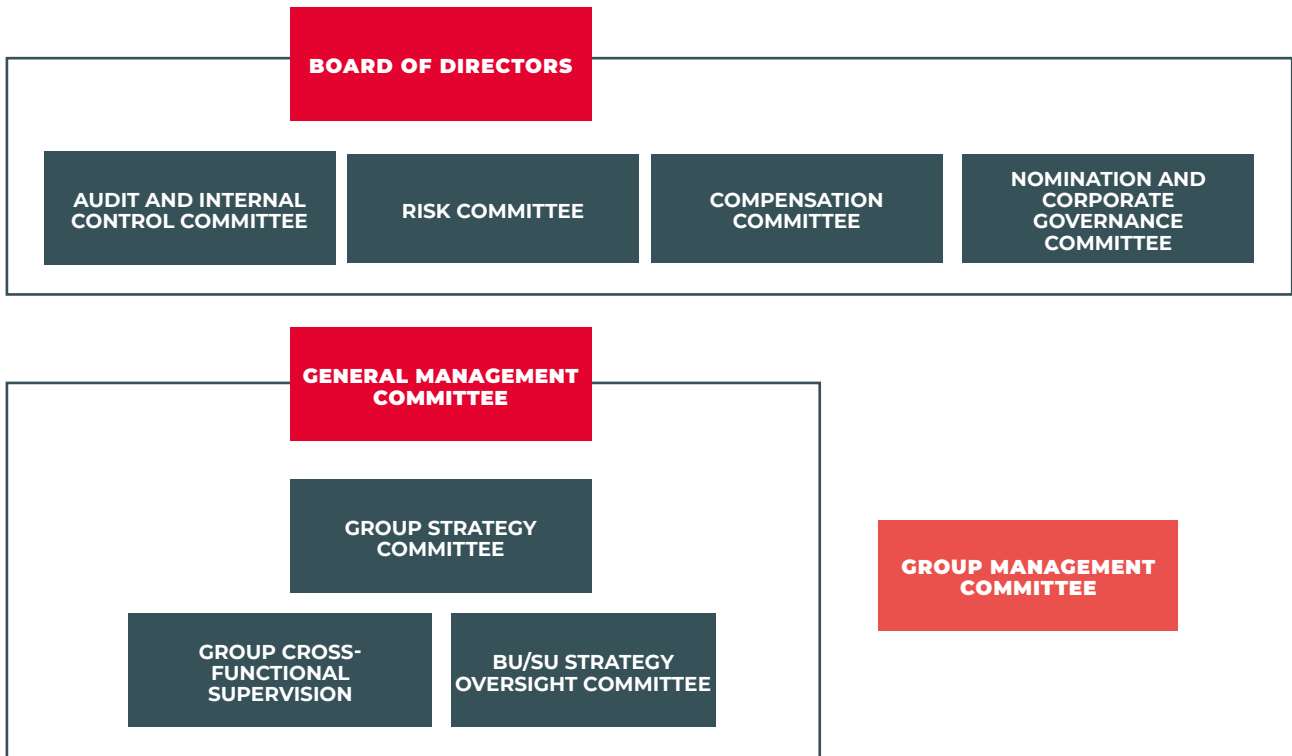 BOARD OF DIRECTORS
AUDIT AND INTERNAL
CONTROL COMMITTEE
RISK COMMITTEE
COMPENSATION
COMMITTEE
NOMINATION AND
CORPORATE
GOVERNANCE
COMMITTEE
GENERAL MANAGEMENT
COMMITTEE
GROUP STRATEGY
COMMITTEE
GROUP CROSS-
FUNCTIONAL
SUPERVISION
BU/SU STRATEGY
OVERSIGHT COMMITTEE
GROUP MANAGEMENT
COMMITTEE